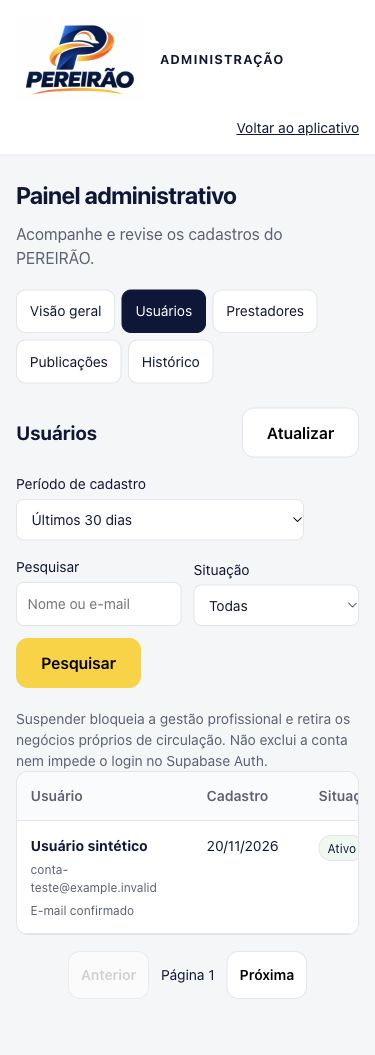 PEREIRÃO
ADMINISTRAÇÃO
Voltar ao aplicativo
Painel administrativo
Acompanhe e revise os cadastros do
PEREIRÃO.
Visão geral
Usuários
Prestadores
Publicações
Histórico
Usuários
Atualizar
Período de cadastro
Últimos 30 dias
Pesquisar
Situação
Nome ou e-mail
Todas
Pesquisar
Suspender bloqueia a gestão profissional e retira os
negócios próprios de circulação. Não exclui a conta
nem impede o login no Supabase Auth.
Usuário Cadastro Situaç
Usuário sintético 20/11/2026 Ativo
conta-
teste@example.invalid
E-mail confirmado
Anterior Página 1 Próxima